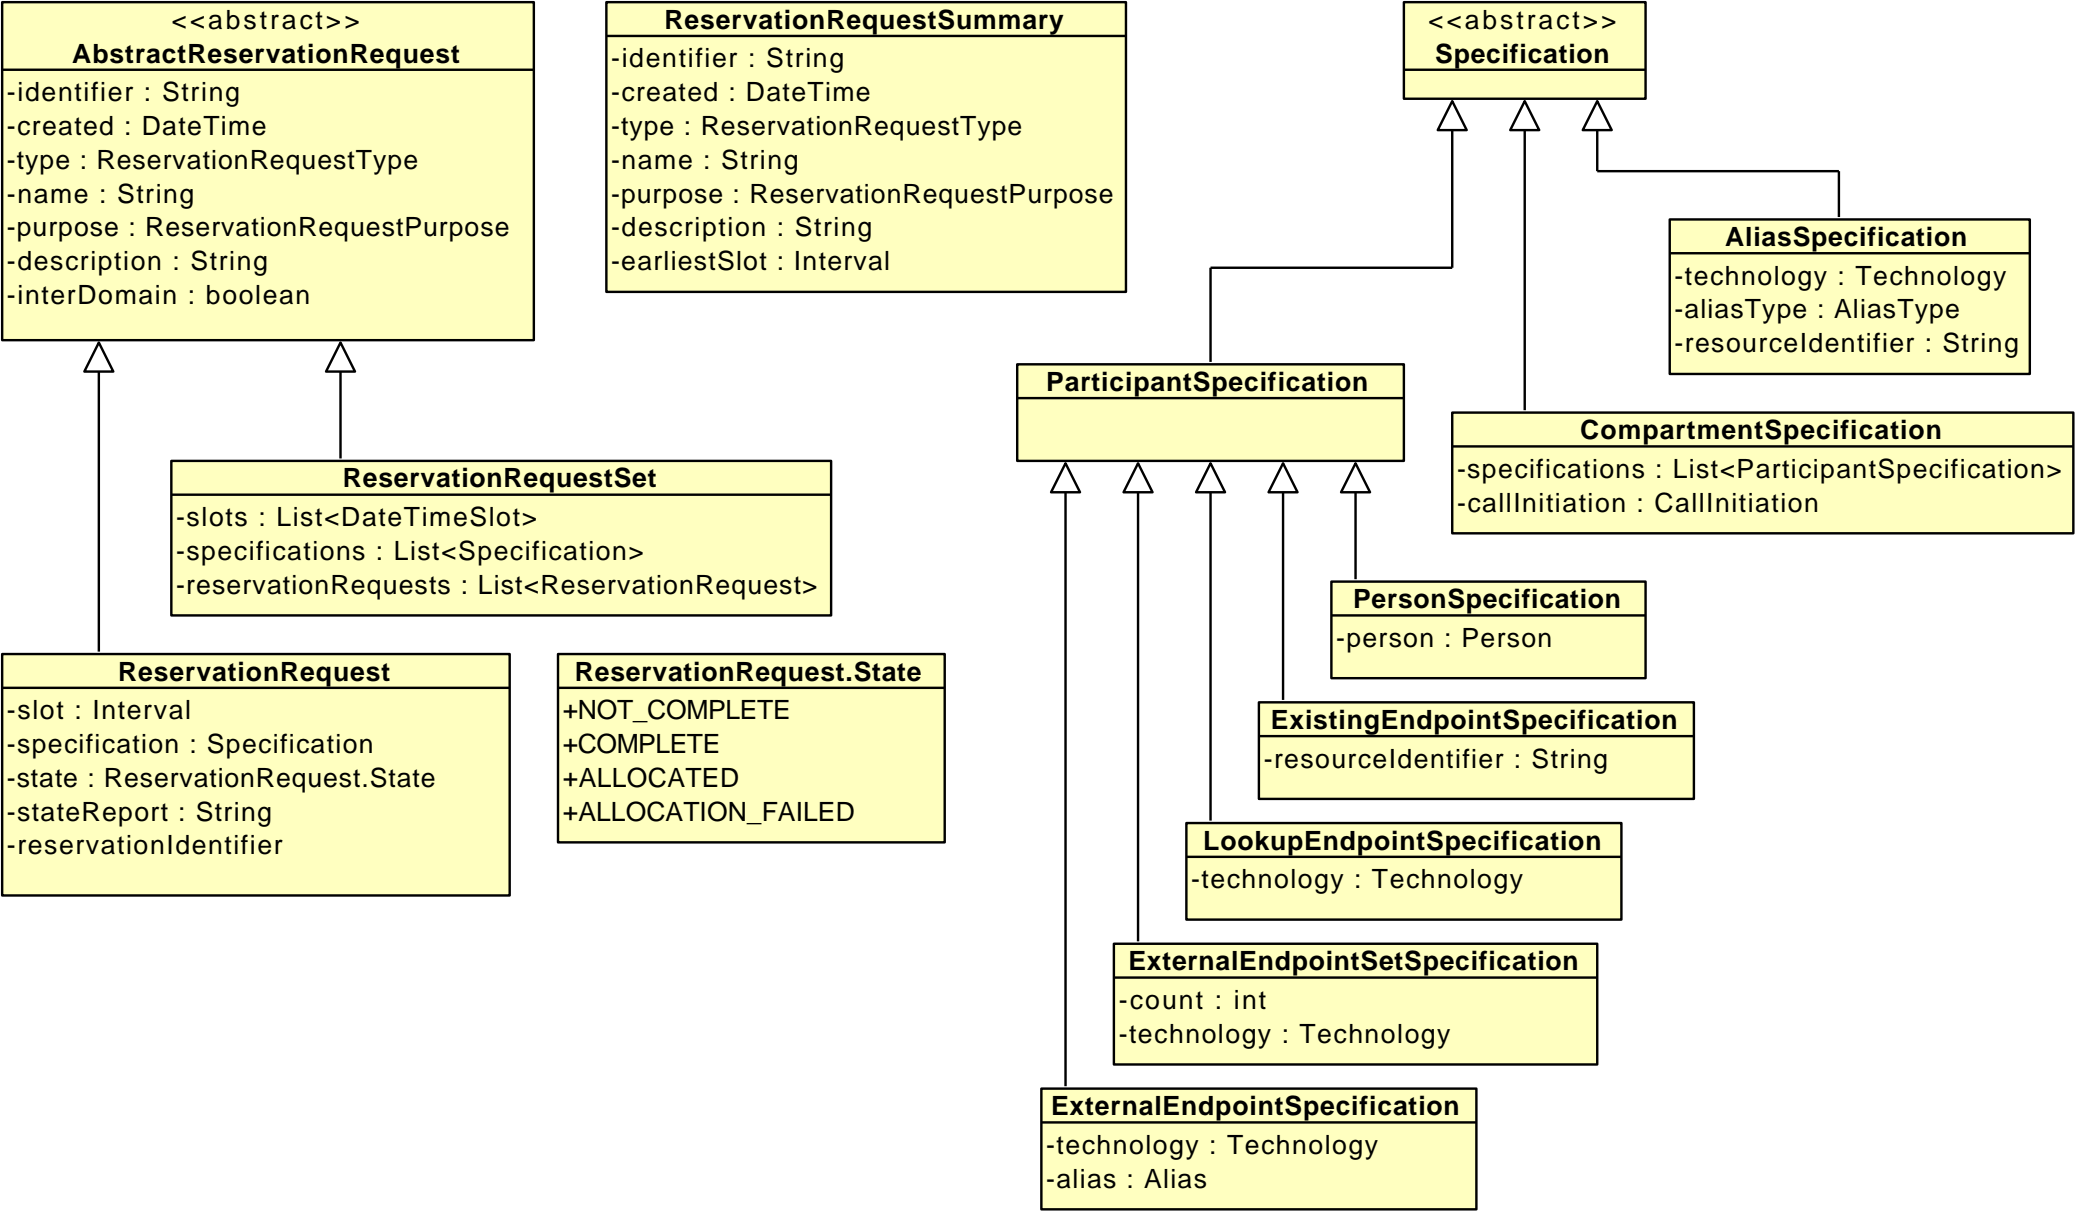 <<abstract>>
AbstractReservationRequest
-identifier : String
-created : DateTime
-type : ReservationRequestType
-name : String
-purpose : ReservationRequestPurpose
-description : String
-interDomain : boolean
ReservationRequestSummary
-identifier : String
-created : DateTime
-type : ReservationRequestType
-name : String
-purpose : ReservationRequestPurpose
-description : String
-earliestSlot : Interval
<<abstract>>
Specification
AliasSpecification
-technology : Technology
-aliasType : AliasType
-resourceIdentifier : String
ParticipantSpecification
CompartmentSpecification
-specifications : List<ParticipantSpecification>
-callInitiation : CallInitiation
ReservationRequestSet
-slots : List<DateTimeSlot>
-specifications : List<Specification>
-reservationRequests : List<ReservationRequest>
PersonSpecification
-person : Person
ReservationRequest
-slot : Interval
-specification : Specification
-state : ReservationRequest.State
-stateReport : String
-reservationIdentifier
ReservationRequest.State
+NOT_COMPLETE
+COMPLETE
+ALLOCATED
+ALLOCATION_FAILED
ExistingEndpointSpecification
-resourceIdentifier : String
LookupEndpointSpecification
-technology : Technology
ExternalEndpointSetSpecification
-count : int
-technology : Technology
ExternalEndpointSpecification
-technology : Technology
-alias : Alias